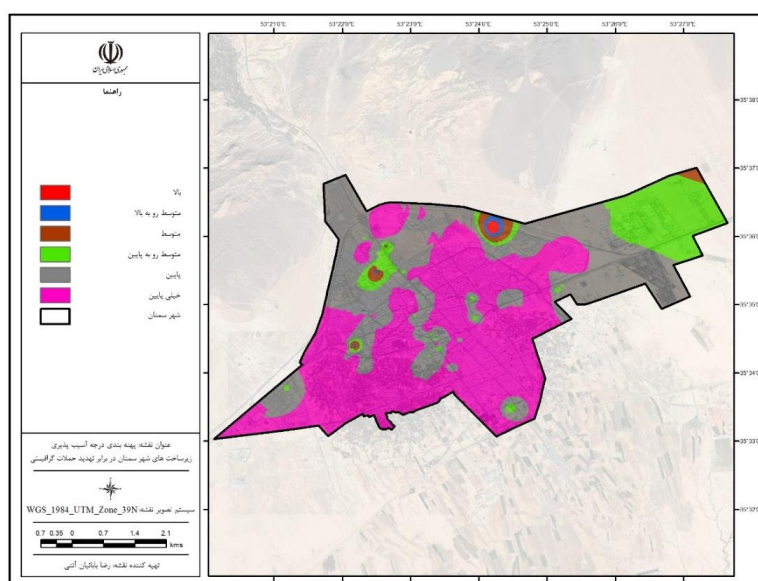 53°21'0"E 53°22'0"E 53°23'0"E 53°24'0"E 53°25'0"E 53°26'0"E 53°27'0"E
جمهوری اسلامی ایران
راهنما
بالا
متوسط رو به بالا
متوسط
متوسط رو به پایین
پایین
خیلی پایین
شهر سمنان
35°38'0
35°37'0
35°36'0
35°35'0
35°34'0
35°33'0
35°32'0
عنوان نقشه: پهنه بندی درجه آسیب پذیری
زیرساخت های شهر سمنان در برابر تهدید حملات گرافیتی
سیستم تصویر نقشه: WGS_1984_UTM_Zone_39N
0.7 0.35 0 0.7 1.4 2.1
kms
تهیه کننده نقشه: رضا بابائیان آتنی